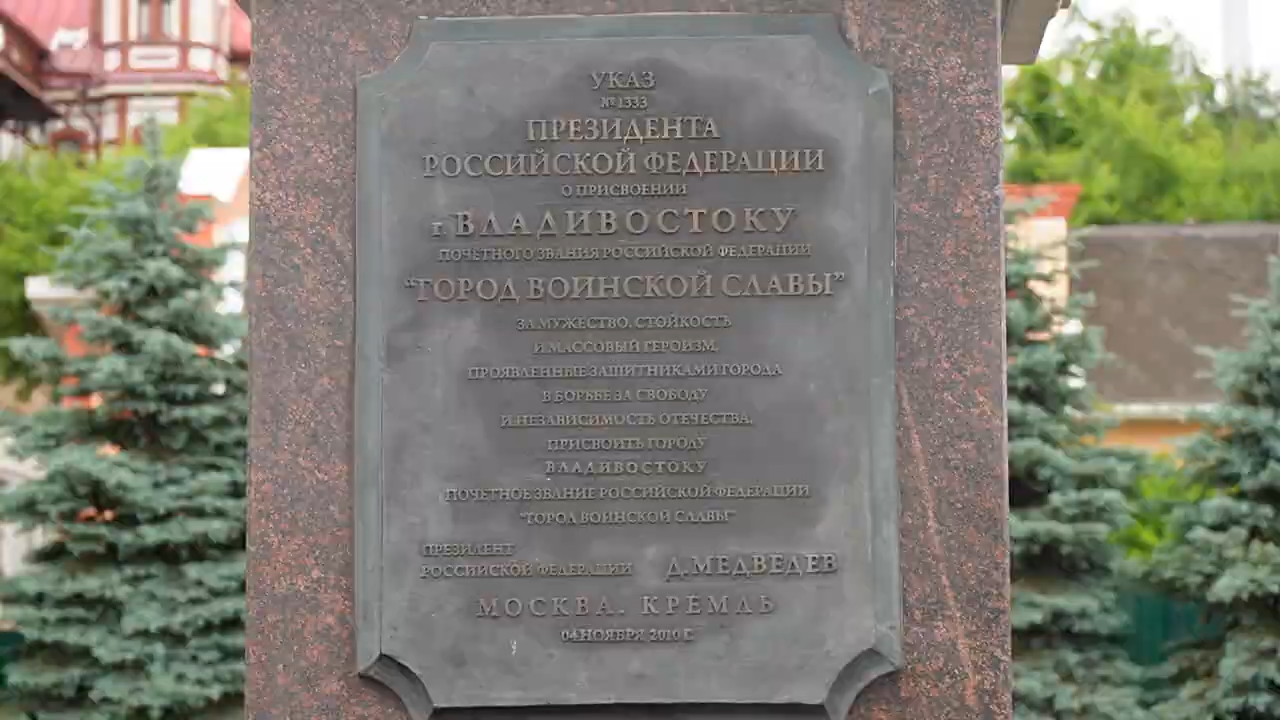 УКАЗ
№ 1333
ПРЕЗИДЕНТА
РОССИЙСКОЙ ФЕДЕРАЦИИ
О ПРИСВОЕНИИ
г. ВЛАДИВОСТОКУ
ПОЧЕТНОГО ЗВАНИЯ РОССИЙСКОЙ ФЕДЕРАЦИИ
"ГОРОД ВОИНСКОЙ СЛАВЫ"
ЗА МУЖЕСТВО, СТОЙКОСТЬ
И МАССОВЫЙ ГЕРОИЗМ,
ПРОЯВЛЕННЫЕ ЗАЩИТНИКАМИ ГОРОДА
В БОРЬБЕ ЗА СВОБОДУ
И НЕЗАВИСИМОСТЬ ОТЕЧЕСТВА,
ПРИСВОИТЬ ГОРОДУ
ВЛАДИВОСТОКУ
ПОЧЕТНОЕ ЗВАНИЕ РОССИЙСКОЙ ФЕДЕРАЦИИ
"ГОРОД ВОИНСКОЙ СЛАВЫ"
ПРЕЗИДЕНТ
РОССИЙСКОЙ ФЕДЕРАЦИИ Д.МЕДВЕДЕВ
МОСКВА. КРЕМЛЬ
04 НОЯБРЯ 2010 Г.